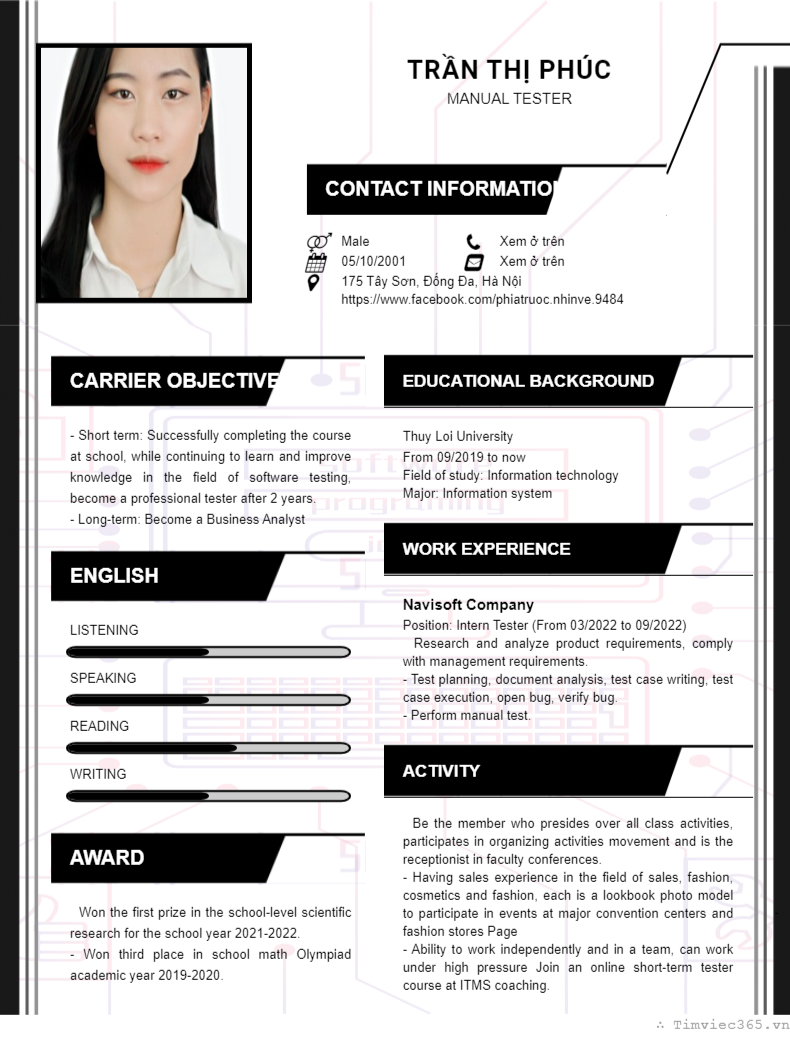 TRẦN THỊ PHÚC
MANUAL TESTER
CONTACT INFORMATION
Male
Xem ở trên
05/10/2001
Xem ở trên
175 Tây Sơn, Đống Đa, Hà Nội
https://www.facebook.com/phiatruoc.nhinve.9484
CARRIER OBJECTIVE
- Short term: Successfully completing the course
at school, while continuing to learn and improve
knowledge in the field of software testing,
become a professional tester after 2 years.
- Long-term: Become a Business Analyst
ENGLISH
LISTENING
SPEAKING
READING
WRITING
AWARD
Won the first prize in the school-level scientific
research for the school year 2021-2022.
- Won third place in school math Olympiad
academic year 2019-2020.
EDUCATIONAL BACKGROUND
Thuy Loi University
From 09/2019 to now
Field of study: Information technology
Major: Information system
WORK EXPERIENCE
Navisoft Company
Position: Intern Tester (From 03/2022 to 09/2022)
Research and analyze product requirements, comply
with management requirements.
- Test planning, document analysis, test case writing, test
case execution, open bug, verify bug.
- Perform manual test.
ACTIVITY
Be the member who presides over all class activities,
participates in organizing activities movement and is the
receptionist in faculty conferences.
- Having sales experience in the field of sales, fashion,
cosmetics and fashion, each is a lookbook photo model
to participate in events at major convention centers and
fashion stores Page
- Ability to work independently and in a team, can work
under high pressure Join an online short-term tester
course at ITMS coaching.
software
programing
∴ Timviec365.vn